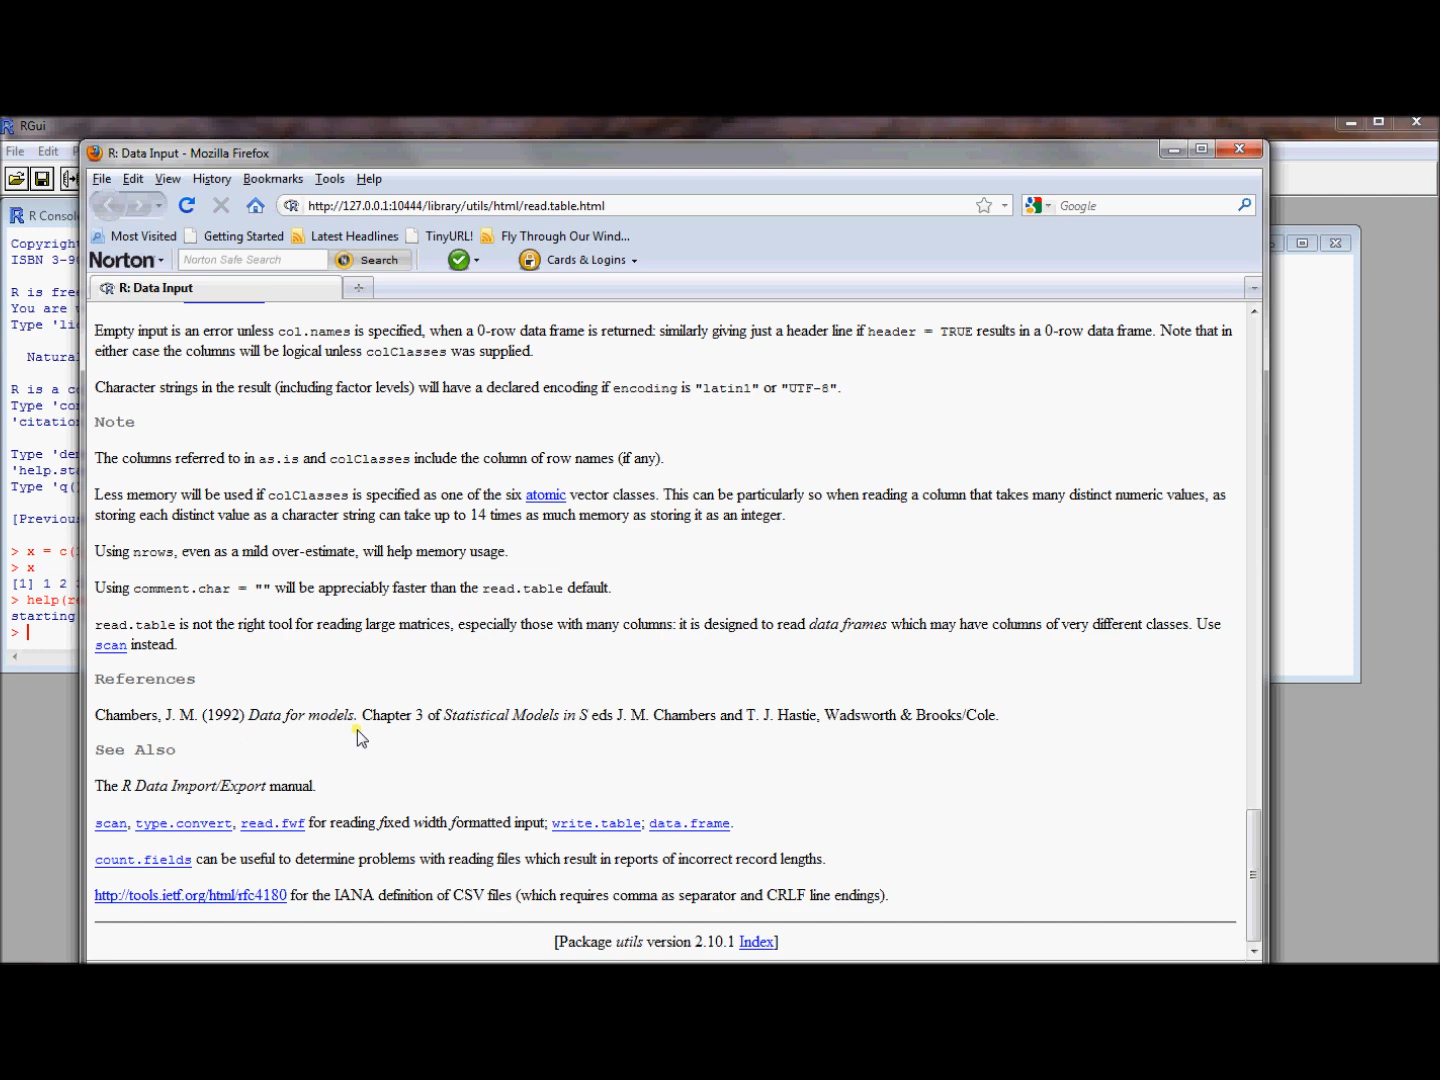 RGui
File Edit
R: Data Input - Mozilla Firefox
File Edit View History Bookmarks Tools Help
http://127.0.0.1:10444/library/utils/html/read.table.html
Google
Most Visited Getting Started Latest Headlines TinyURL! Fly Through Our Wind...
Norton Norton Safe Search Search Cards & Logins
R: Data Input
R Conso
Copyrigh
ISBN 3-9
R is fre
You are
Type 'li
Natura
R is a c
Type 'co
'citatio
Type 'de
'help.st
Type 'q(
[Previou
> x = c(
> x
[1] 1 2
> help(r
starting
>
Empty input is an error unless col.names is specified, when a 0-row data frame is returned: similarly giving just a header line if header = TRUE results in a 0-row data frame. Note that in
either case the columns will be logical unless colClasses was supplied.
Character strings in the result (including factor levels) will have a declared encoding if encoding is "latin1" or "UTF-8".
Note
The columns referred to in as.is and colClasses include the column of row names (if any).
Less memory will be used if colClasses is specified as one of the six atomic vector classes. This can be particularly so when reading a column that takes many distinct numeric values, as
storing each distinct value as a character string can take up to 14 times as much memory as storing it as an integer.
Using nrows, even as a mild over-estimate, will help memory usage.
Using comment.char = "" will be appreciably faster than the read.table default.
read.table is not the right tool for reading large matrices, especially those with many columns: it is designed to read data frames which may have columns of very different classes. Use
scan instead.
References
Chambers, J. M. (1992) Data for models. Chapter 3 of Statistical Models in S eds J. M. Chambers and T. J. Hastie, Wadsworth & Brooks/Cole.
See Also
The R Data Import/Export manual.
scan, type.convert, read.fwf for reading fixed width formatted input; write.table; data.frame.
count.fields can be useful to determine problems with reading files which result in reports of incorrect record lengths.
http://tools.ietf.org/html/rfc4180 for the IANA definition of CSV files (which requires comma as separator and CRLF line endings).
[Package utils version 2.10.1 Index]